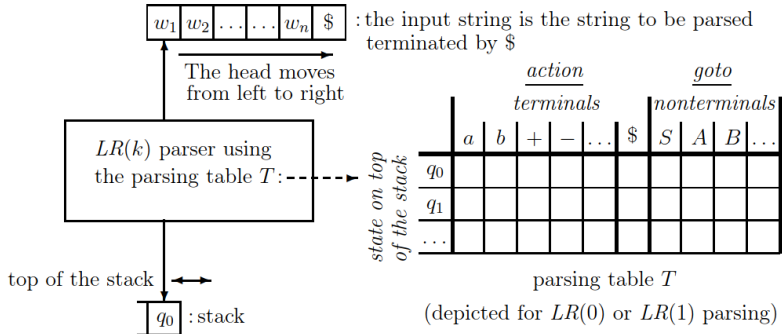 w₁ w₂ … … wₙ $ : the input string is the string to be parsed
terminated by $
The head moves
from left to right
LR(k) parser using
the parsing table T:
top of the stack
q₀ : stack
action goto
terminals nonterminals
a b + − … $ S A B …
state on top
of the stack
q₀
q₁
…
parsing table T
(depicted for LR(0) or LR(1) parsing)